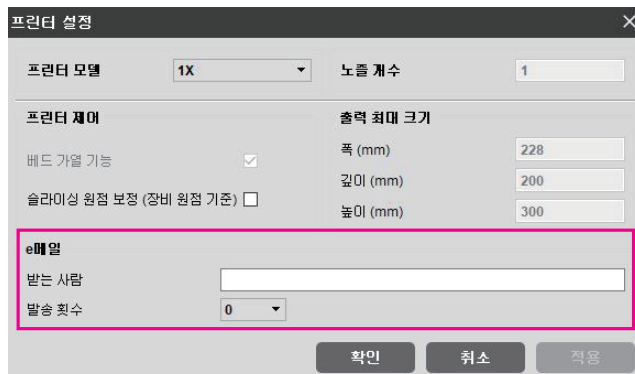 프린터 설정
프린터 모델 1X 노즐 개수 1
프린터 제어 출력 최대 크기
베드 가열 기능 폭 (mm) 228
슬라이싱 원점 보정 (장비 원점 기준) 깊이 (mm) 200
높이 (mm) 300
e메일
받는 사람
발송 횟수 0
확인 취소 적용